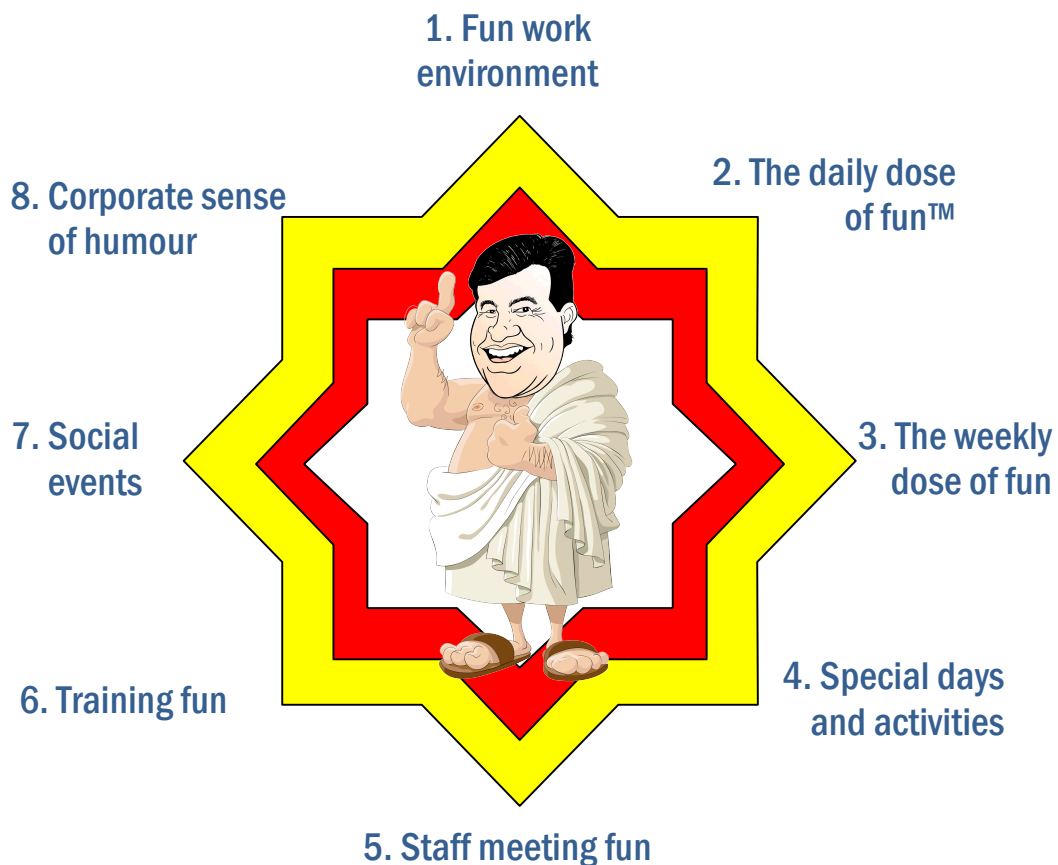 1. Fun work
environment
2. The daily dose
of fun™
3. The weekly
dose of fun
4. Special days
and activities
5. Staff meeting fun
6. Training fun
7. Social
events
8. Corporate sense
of humour